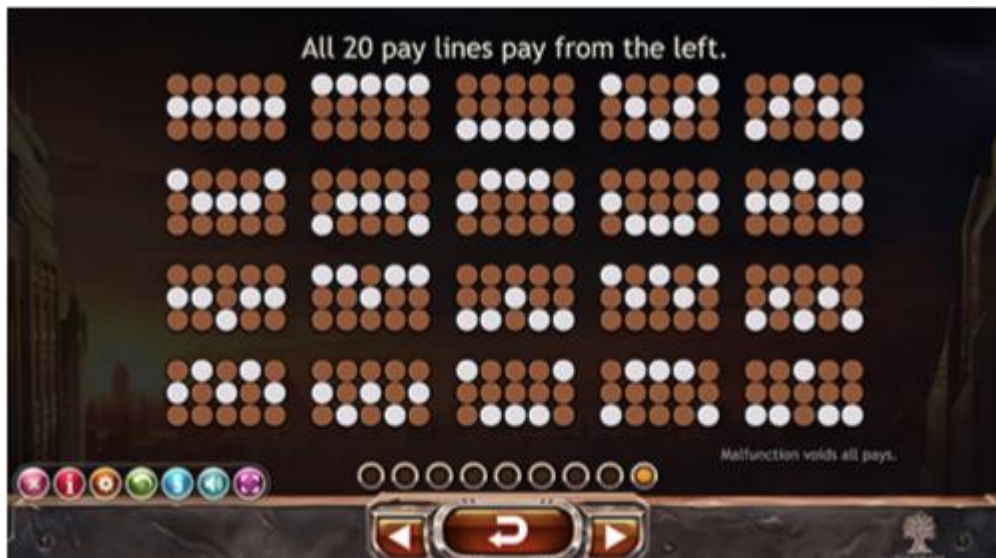 All 20 pay lines pay from the left.
Malfunction voids all pays.